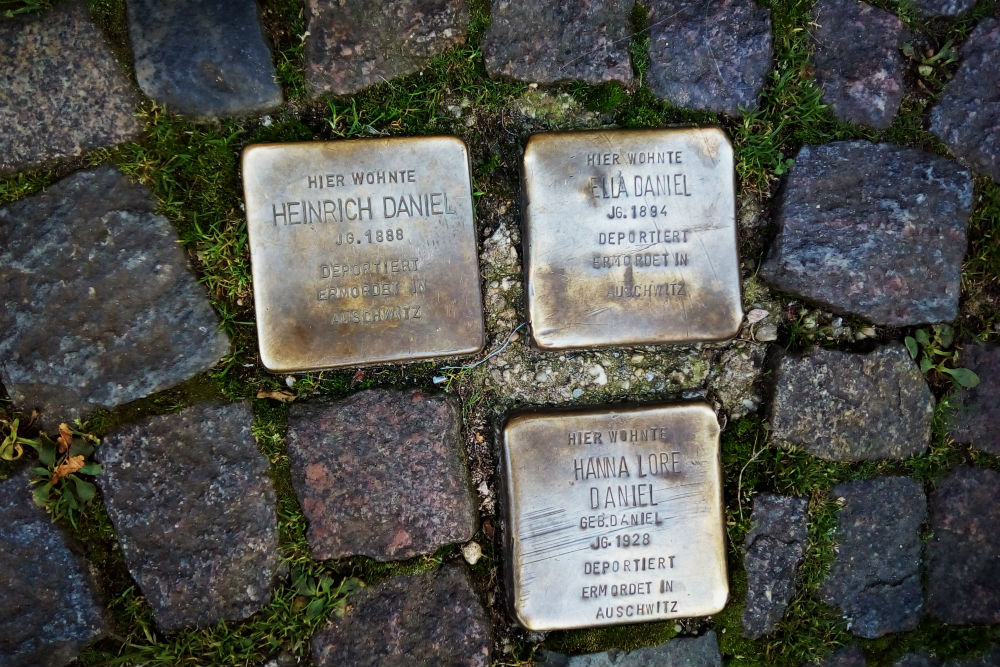 HIER WOHNTE
HEINRICH DANIEL
JG. 1888
DEPORTIERT
ERMORDET IN
AUSCHWITZ
HIER WOHNTE
ELLA DANIEL
JG. 1894
DEPORTIERT
ERMORDET IN
AUSCHWITZ
HIER WOHNTE
HANNA LORE
DANIEL
GEB. DANIEL
JG. 1928
DEPORTIERT
ERMORDET IN
AUSCHWITZ